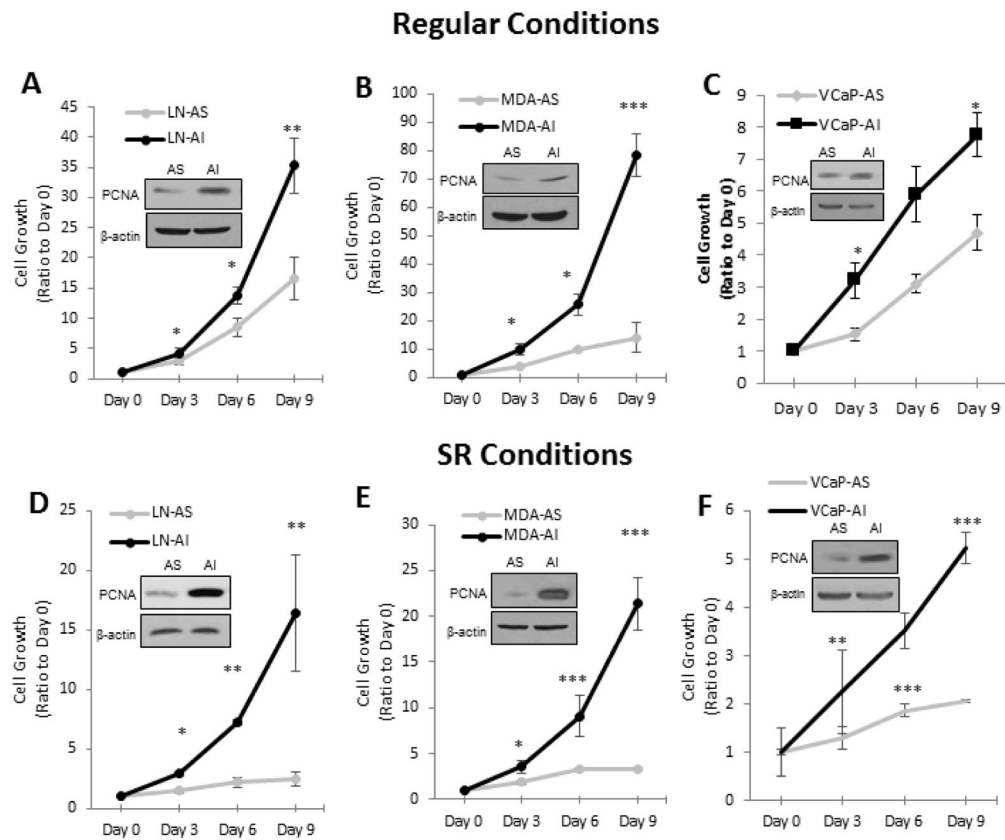 Regular Conditions
A
LN-AS
LN-AI
AS AI
PCNA
β-actin
Cell Growth
(Ratio to Day 0)
40
35
30
25
20
15
10
5
0
*
*
**
Day 0 Day 3 Day 6 Day 9
B
MDA-AS
MDA-AI
AS AI
PCNA
β-actin
Cell Growth
(Ratio to Day 0)
100
90
80
70
60
50
40
30
20
10
0
*
*
***
Day 0 Day 3 Day 6 Day 9
C
VCaP-AS
VCaP-AI
AS AI
PCNA
β-actin
Cell Growth
(Ratio to Day 0)
9
8
7
6
5
4
3
2
1
0
*
*
Day 0 Day 3 Day 6 Day 9
SR Conditions
D
LN-AS
LN-AI
AS AI
PCNA
β-actin
Cell Growth
(Ratio to Day 0)
25
20
15
10
5
0
*
**
**
Day 0 Day 3 Day 6 Day 9
E
MDA-AS
MDA-AI
AS AI
PCNA
β-actin
Cell Growth
(Ratio to Day 0)
30
25
20
15
10
5
0
*
***
***
Day 0 Day 3 Day 6 Day 9
F
VCaP-AS
VCaP-AI
AS AI
PCNA
β-actin
Cell Growth
(Ratio to Day 0)
6
5
4
3
2
1
0
**
***
***
Day 0 Day 3 Day 6 Day 9